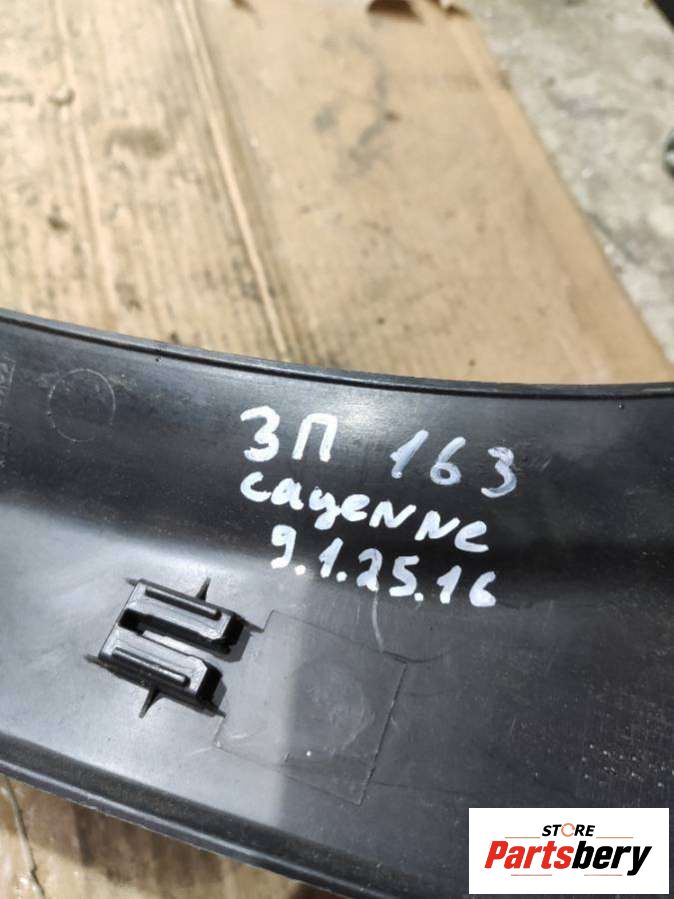 ЗП 163
cayenne
9.1.25.16
STORE
Partsbery